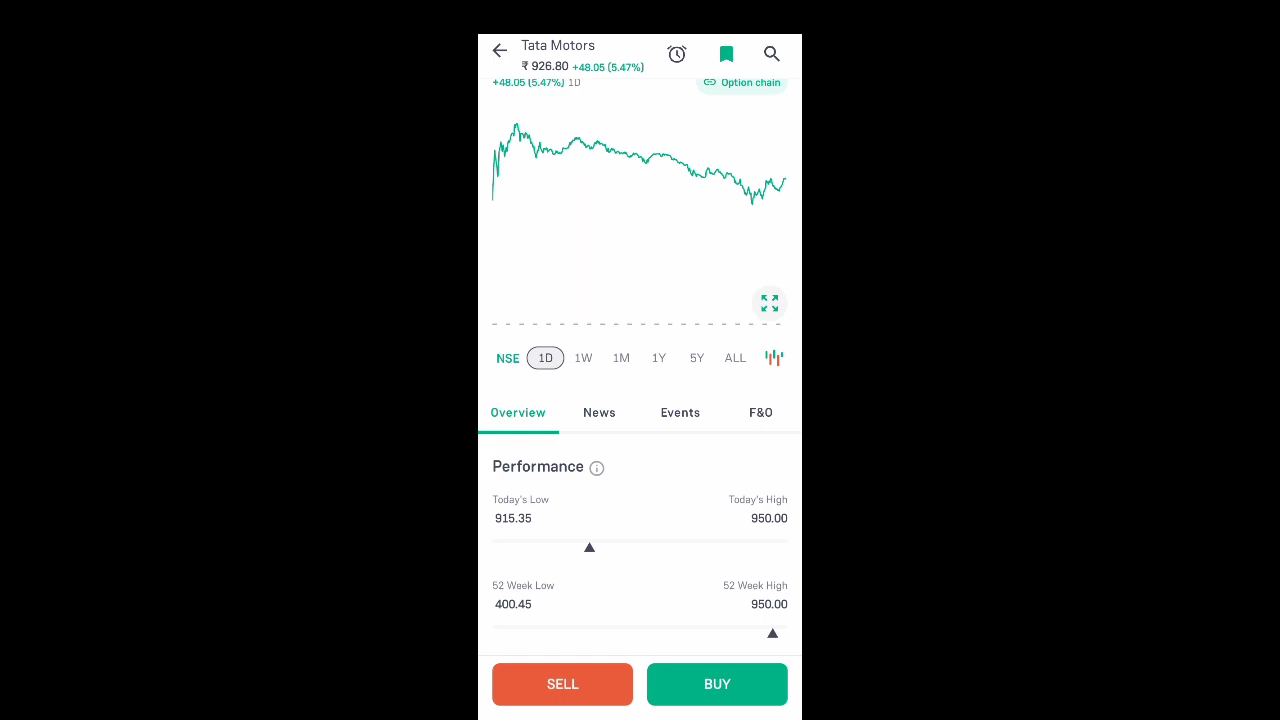 Tata Motors
₹ 926.80 +48.05 (5.47%)
+48.05 (5.47%) 1D
Option chain
NSE 1D 1W 1M 1Y 5Y ALL
Overview News Events F&O
Performance
Today's Low Today's High
915.35 950.00
52 Week Low 52 Week High
400.45 950.00
SELL BUY